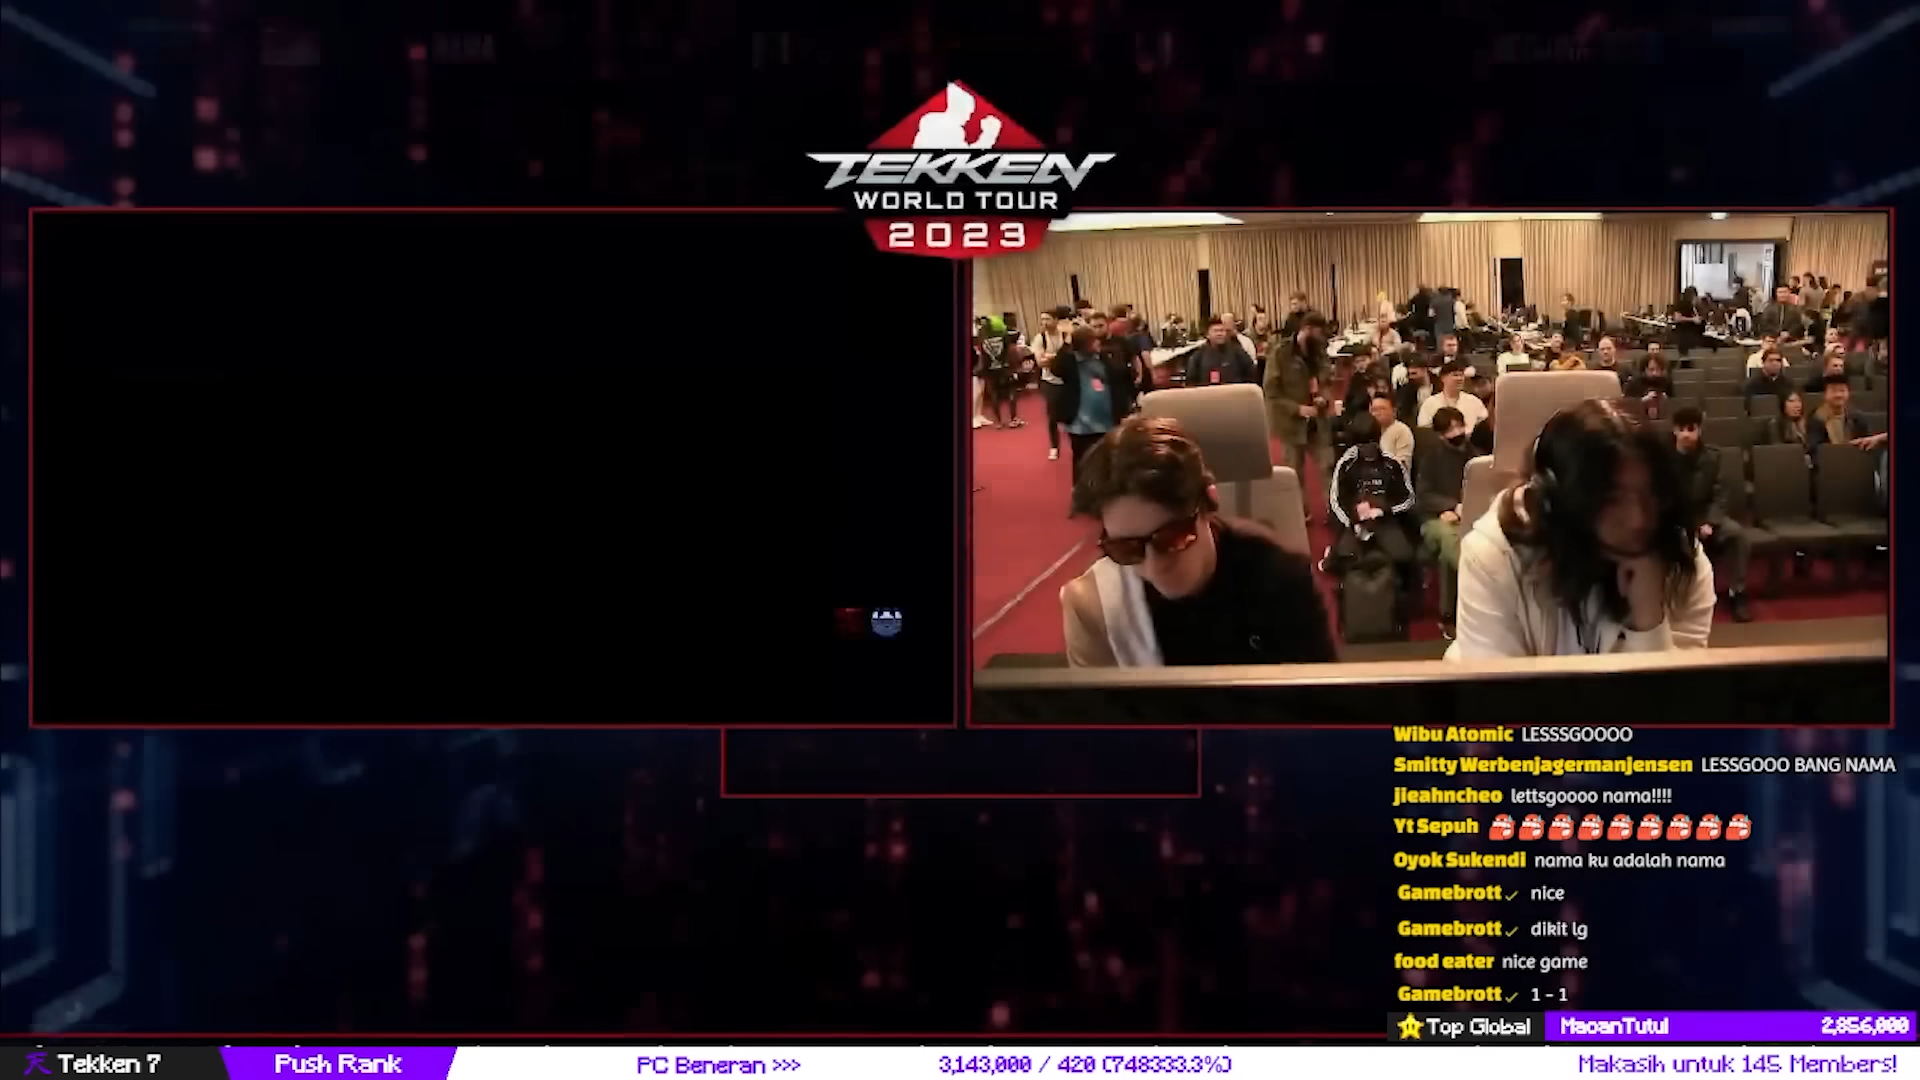 TEKKEN
WORLD TOUR
2023
Wibu Atomic LESSSGOOOO
Smitty Werbenjagermanjensen LESSGOOO BANG NAMA
jieahncheo lettsgoooo nama!!!!
Yt Sepuh
Oyok Sukendi nama ku adalah nama
Gamebrott ✓ nice
Gamebrott ✓ dikit lg
food eater nice game
Gamebrott ✓ 1 - 1
Top Global MaoanTutul 2,856,000
Tekken 7 Push Rank PC Beneran >>> 3,143,000 / 420 (748333.3%) Makasih untuk 145 Members!